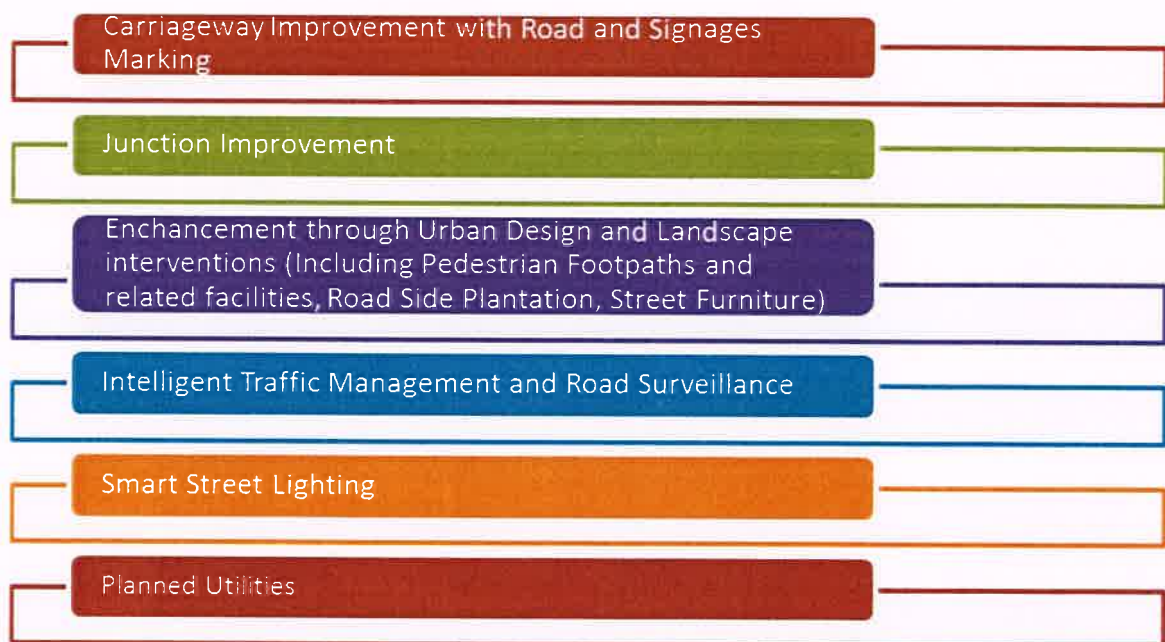 Carriageway Improvement with Road and Signages
Marking
Junction Improvement
Enchancement through Urban Design and Landscape
interventions (Including Pedestrian Footpaths and
related facilities, Road Side Plantation, Street Furniture)
Intelligent Traffic Management and Road Surveillance
Smart Street Lighting
Planned Utilities